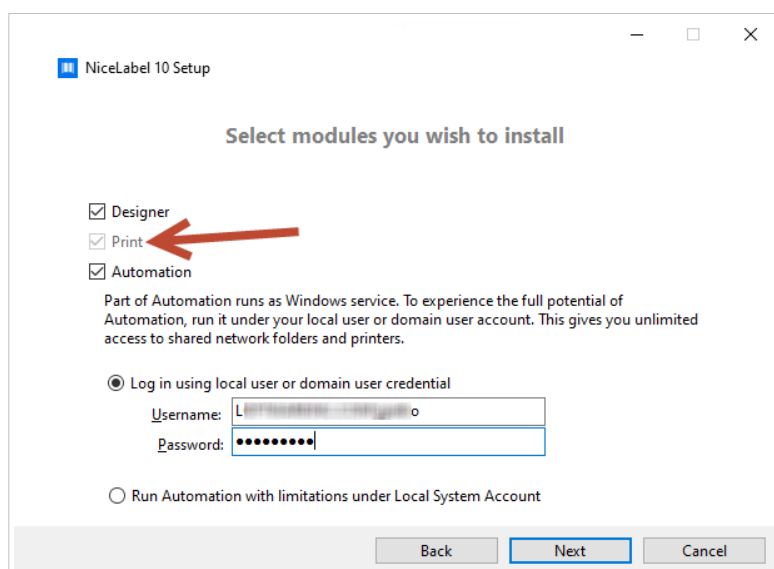 NiceLabel 10 Setup
Select modules you wish to install
Designer
Print
Automation
Part of Automation runs as Windows service. To experience the full potential of
Automation, run it under your local user or domain user account. This gives you unlimited
access to shared network folders and printers.
Log in using local user or domain user credential
Username:
Password:
Run Automation with limitations under Local System Account
Back Next Cancel